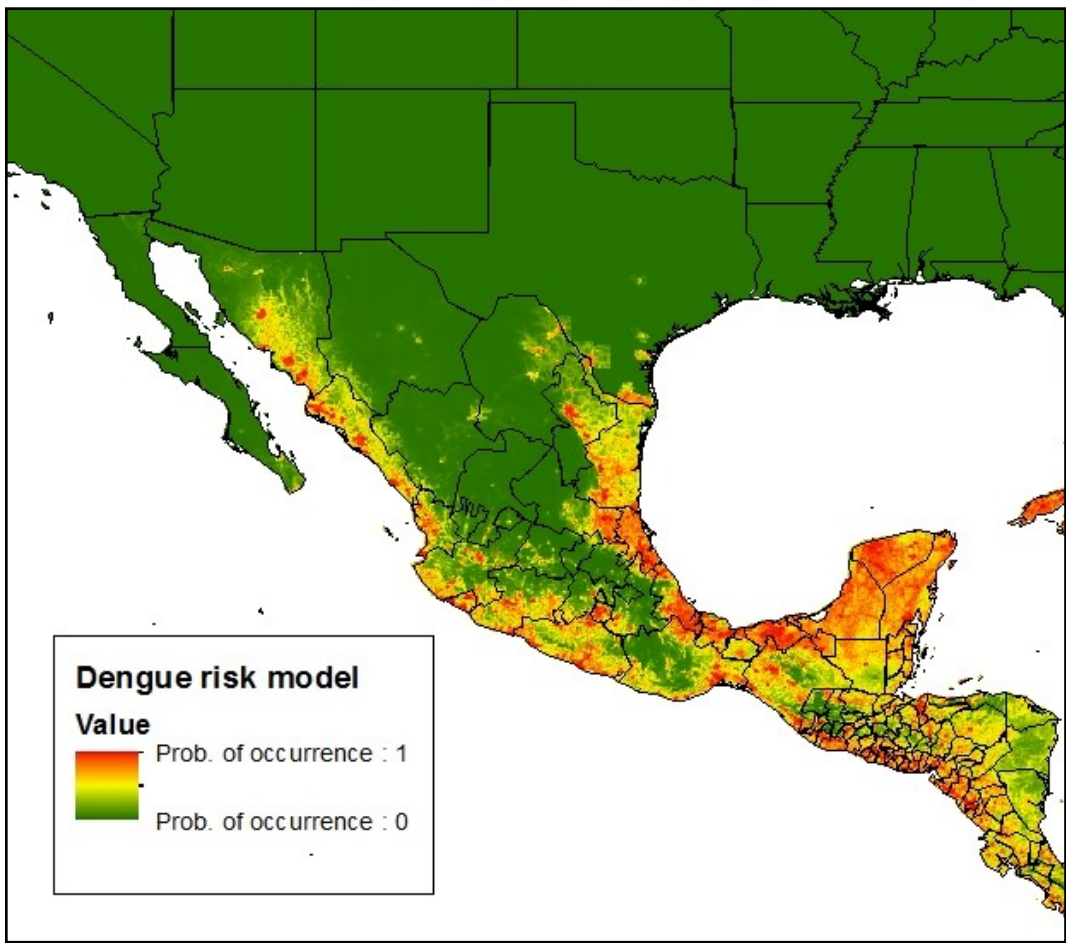 Dengue risk model
Value
Prob. of occurrence : 1
Prob. of occurrence : 0